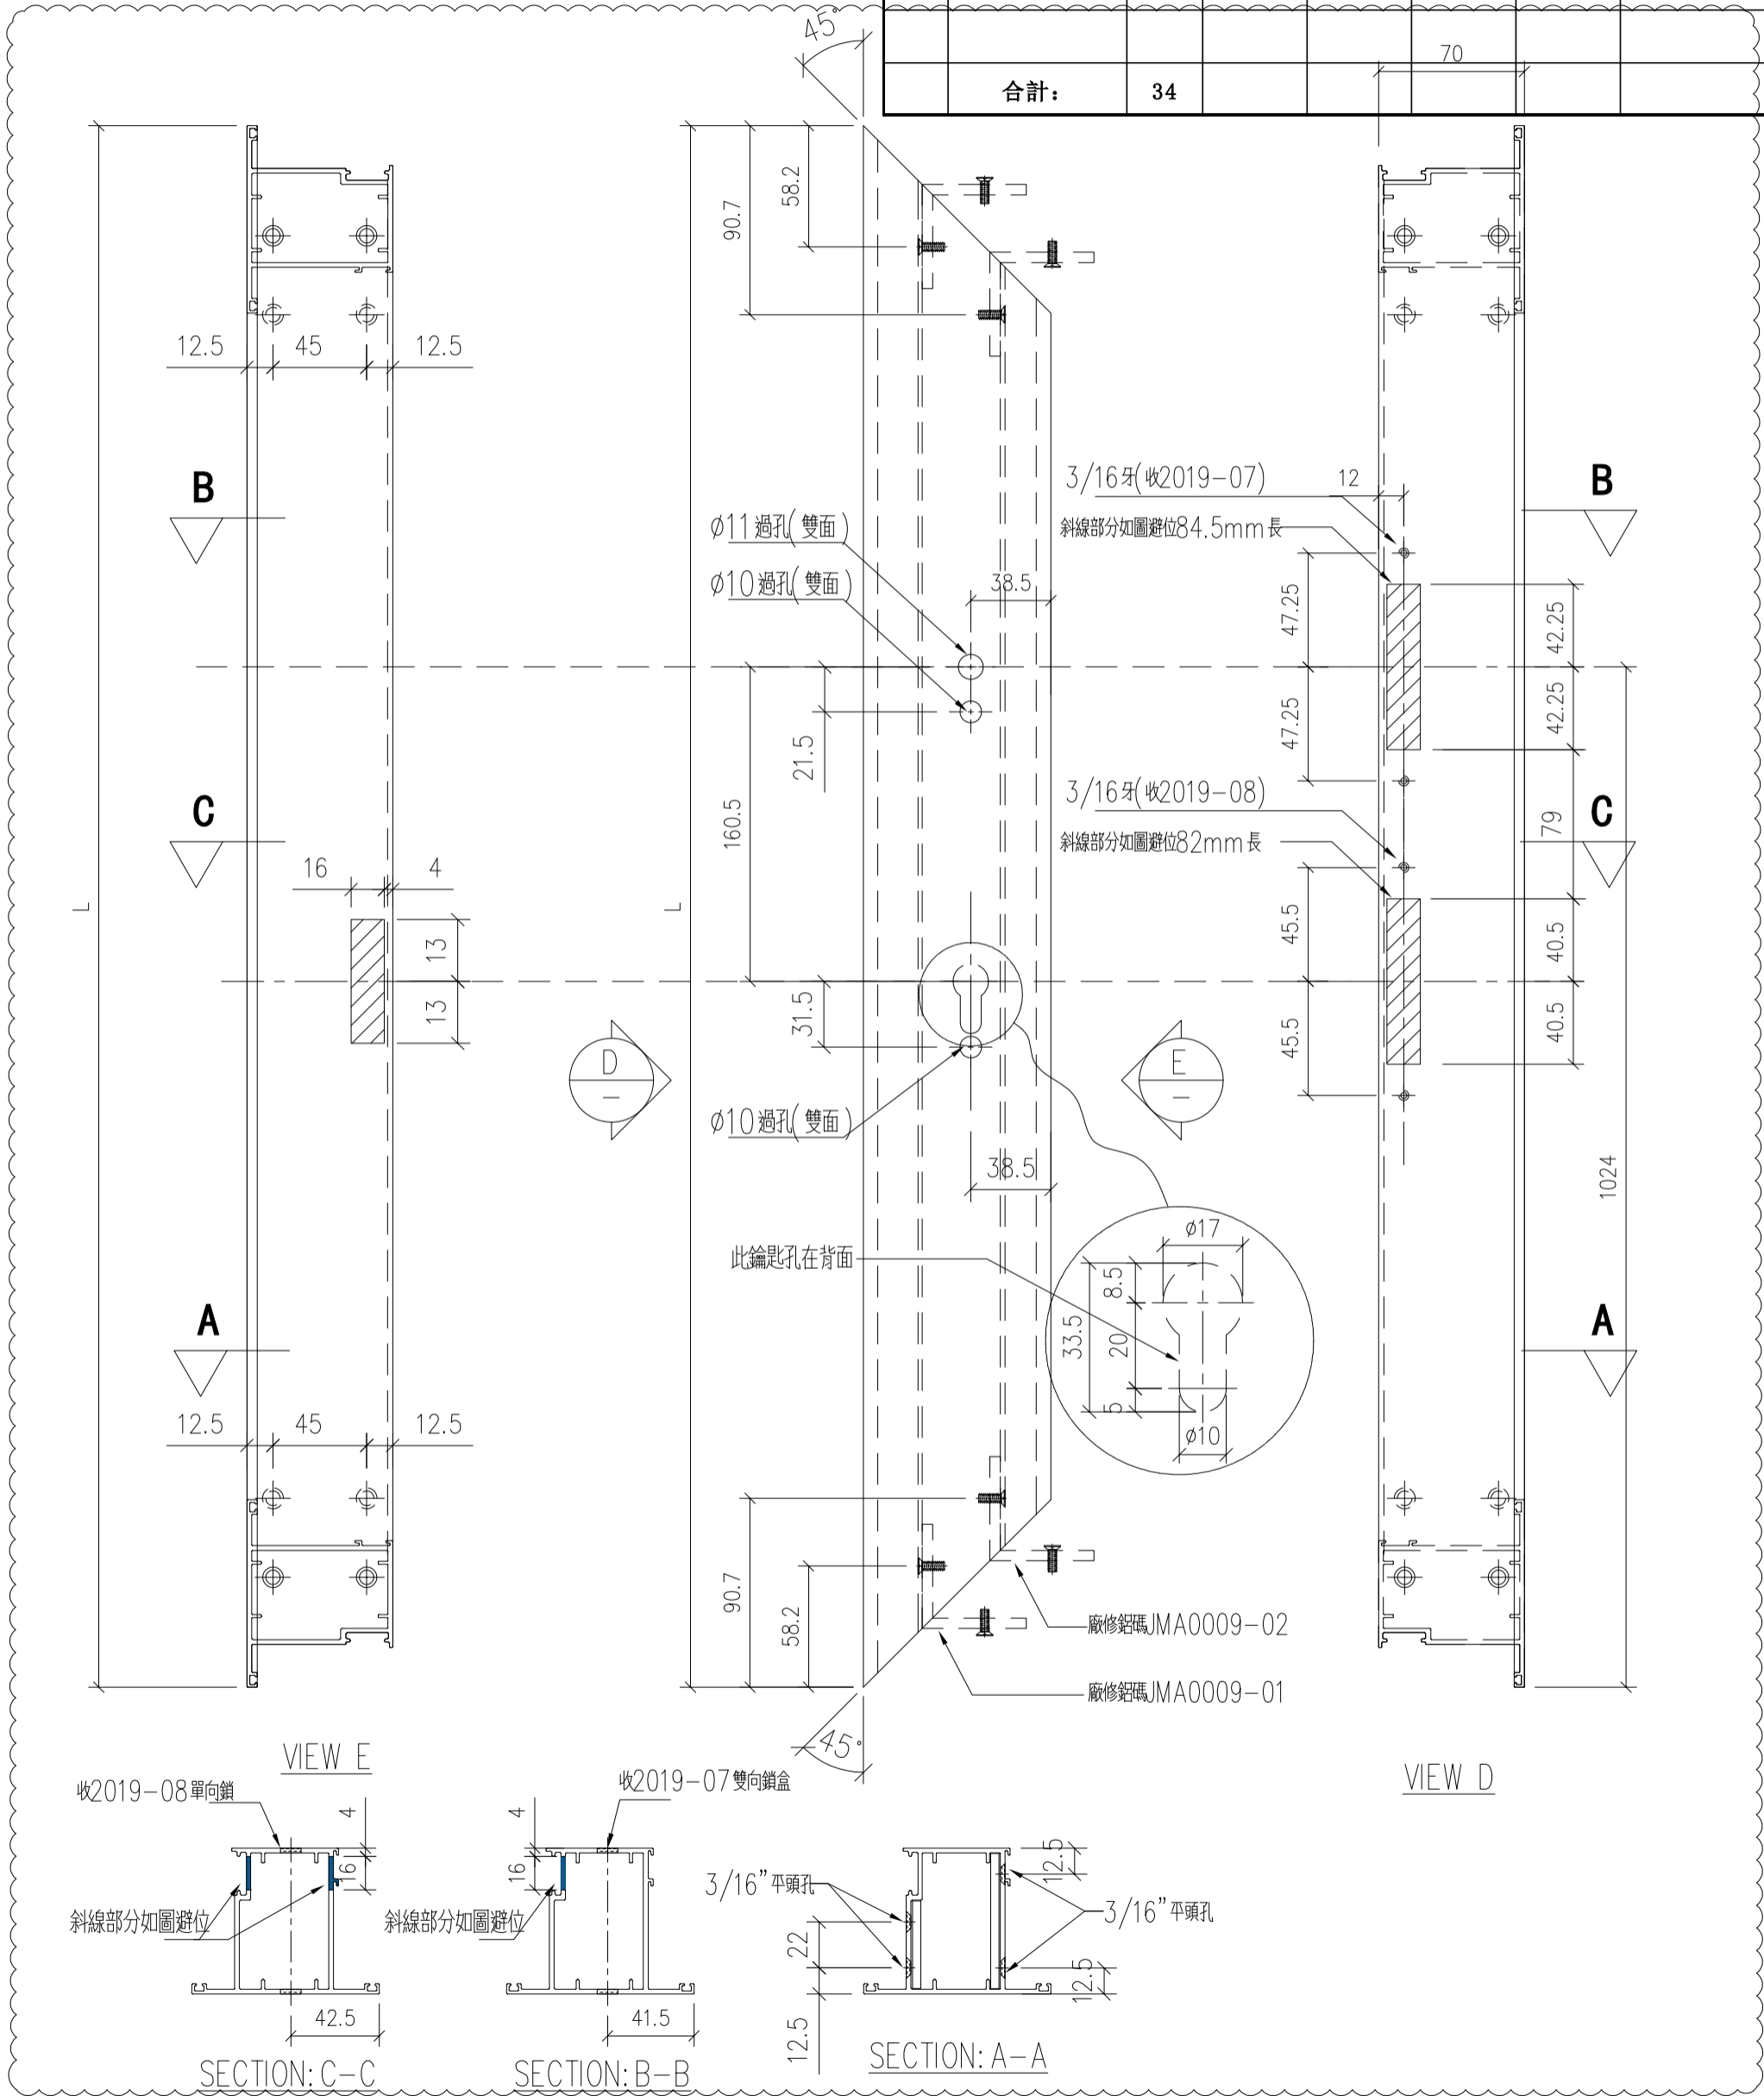 合計: 34
45°
70
58.2
90.7
12.5 45 12.5
B
3/16牙(收2019-07)
12
B
斜線部分如圖避位84.5mm長
Ø11過孔(雙面)
Ø10過孔(雙面)
38.5
47.25
42.25
21.5
47.25
42.25
160.5
C
3/16牙(收2019-08)
C
斜線部分如圖避位82mm長
79
16 4
L
L
13
13
45.5
40.5
31.5
45.5
40.5
D
–
E
–
Ø10過孔(雙面)
38.5
1024
此鑰匙孔在背面
Ø17
8.5
33.5
20
5
Ø10
A
A
12.5 45 12.5
90.7
58.2
廠修鋁碼JMA0009-02
廠修鋁碼JMA0009-01
45°
VIEW E
VIEW D
收2019-08單向鎖
4
16
斜線部分如圖避位
42.5
SECTION: C-C
收2019-07雙向鎖盒
4
16
斜線部分如圖避位
41.5
SECTION: B-B
3/16"平頭孔
12.5
3/16"平頭孔
22
12.5
12.5
SECTION: A-A